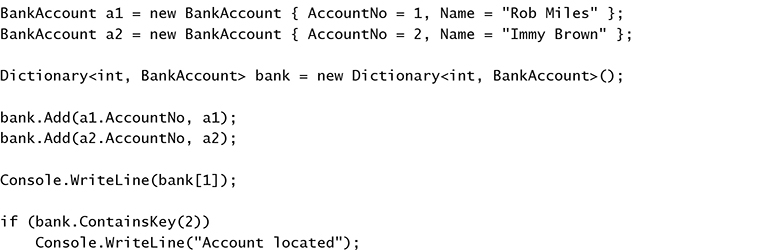 BankAccount a1 = new BankAccount { AccountNo = 1, Name = "Rob Miles" };
BankAccount a2 = new BankAccount { AccountNo = 2, Name = "Immy Brown" };

Dictionary<int, BankAccount> bank = new Dictionary<int, BankAccount>();

bank.Add(a1.AccountNo, a1);
bank.Add(a2.AccountNo, a2);

Console.WriteLine(bank[1]);

if (bank.ContainsKey(2))
    Console.WriteLine("Account located");